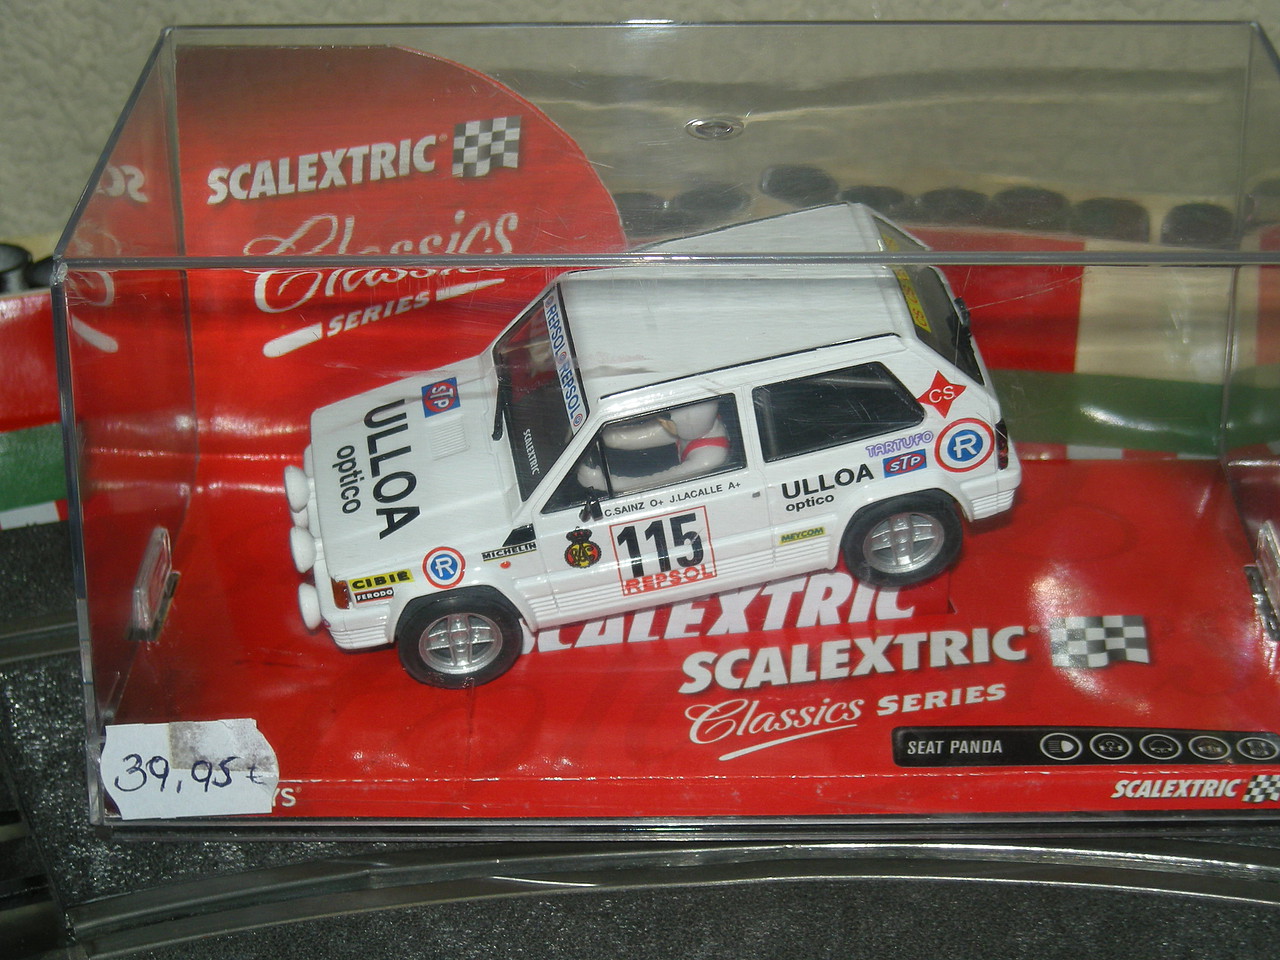 SCALEXTRIC
Classics
SERIES
REPSOL REPSOL
SCALEXTRIC
STP
ULLOA
optico
CS
R
TARTUFO
STP
ULLOA
optico
C.SAINZ O+ J.LACALLE A+
115
REPSOL
MICHELIN
MEYCOM
R
CIBIE
FERODO
SCALEXTRIC
SCALEXTRIC
Classics SERIES
SEAT PANDA
39,95€
SCALEXTRIC